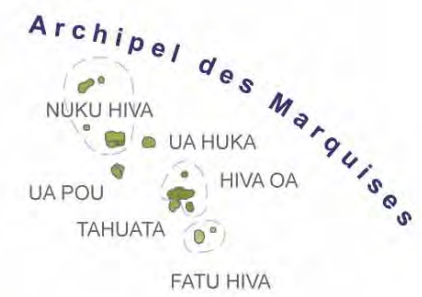 Archipel des Marquises
NUKU HIVA
UA HUKA
HIVA OA
UA POU
TAHUATA
FATU HIVA